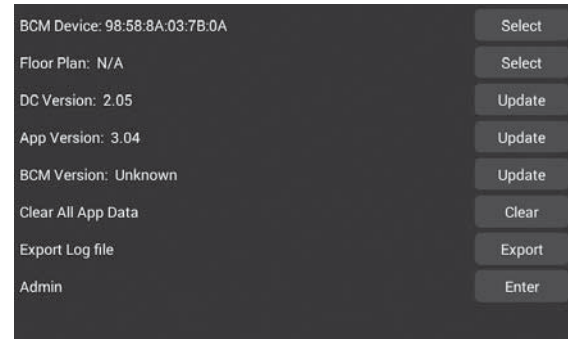 BCM Device: 98:58:8A:03:7B:0A Select
Floor Plan: N/A Select
DC Version: 2.05 Update
App Version: 3.04 Update
BCM Version: Unknown Update
Clear All App Data Clear
Export Log file Export
Admin Enter